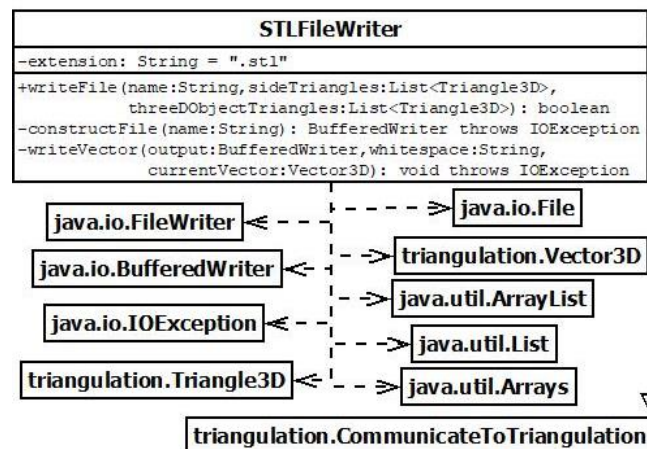 STLFileWriter
-extension: String = ".stl"
+writeFile(name:String,sideTriangles:List<Triangle3D>,
threeDObjectTriangles:List<Triangle3D>): boolean
-constructFile(name:String): BufferedWriter throws IOException
-writeVector(output:BufferedWriter,whitespace:String,
currentVector:Vector3D): void throws IOException
java.io.File
java.io.FileWriter
triangulation.Vector3D
java.io.BufferedWriter
java.util.ArrayList
java.io.IOException
java.util.List
triangulation.Triangle3D
java.util.Arrays
triangulation.CommunicateToTriangulation